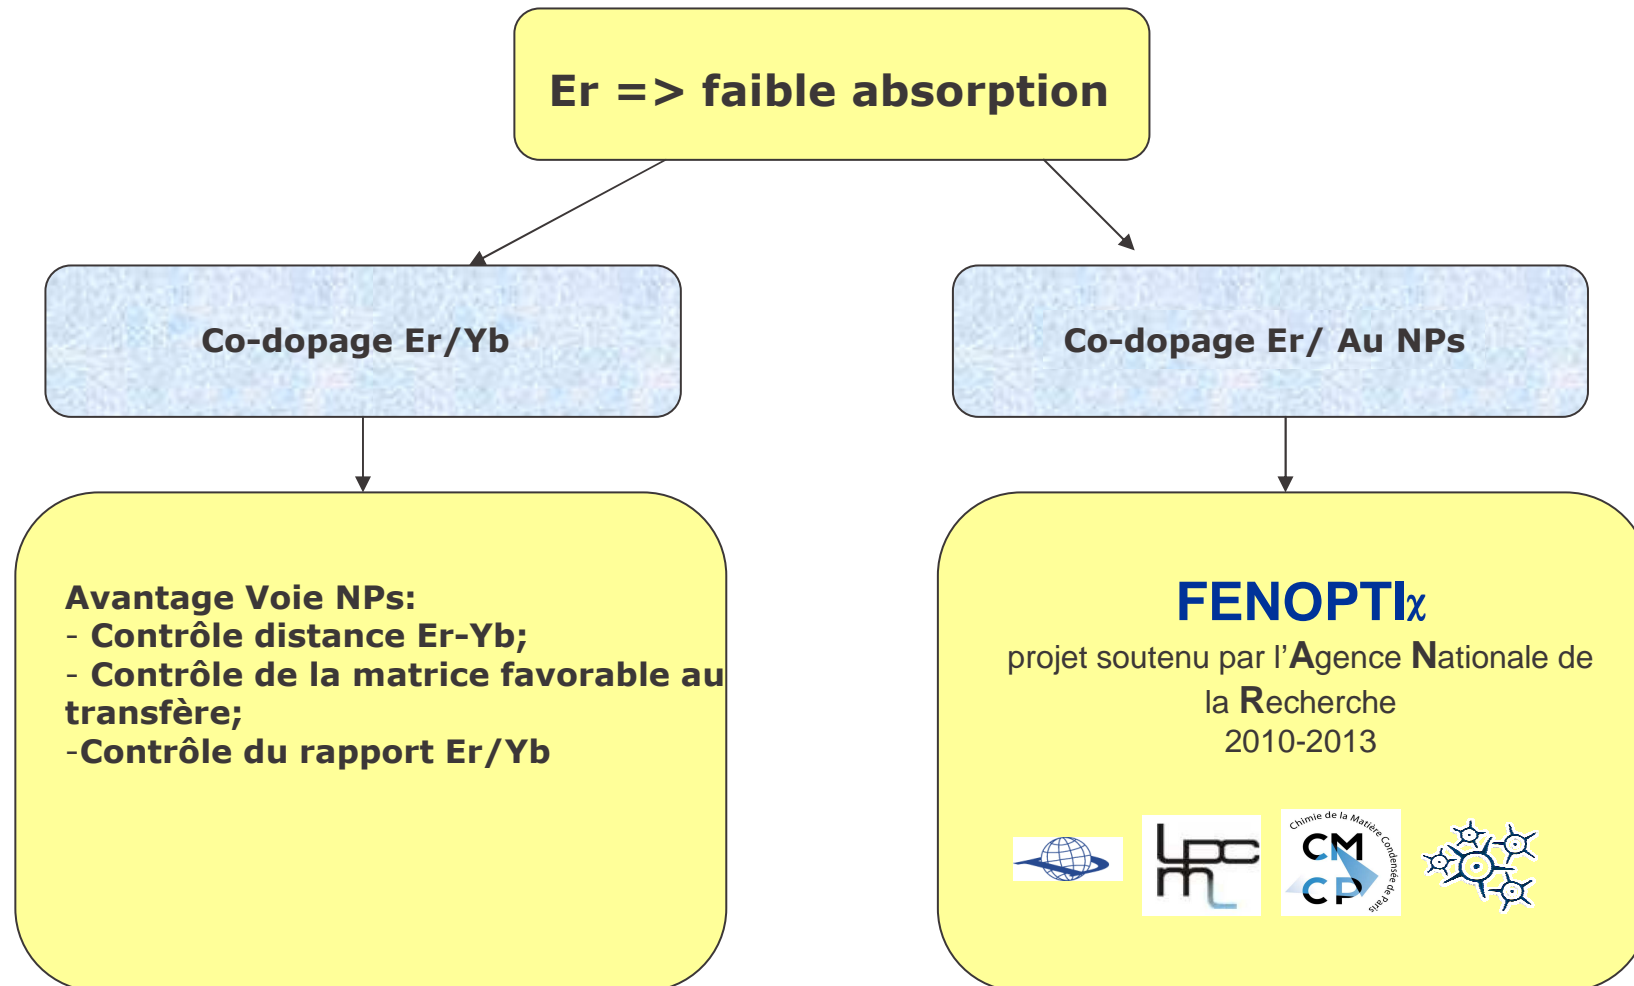 Er => faible absorption
Co-dopage Er/Yb
Co-dopage Er/ Au NPs
Avantage Voie NPs:
- Contrôle distance Er-Yb;
- Contrôle de la matrice favorable au
transfère;
-Contrôle du rapport Er/Yb
FENOPTIχ
projet soutenu par l’Agence Nationale de
la Recherche
2010-2013
Lpc
mL
Chimie de la Matière Condensée de Paris
CM
CP